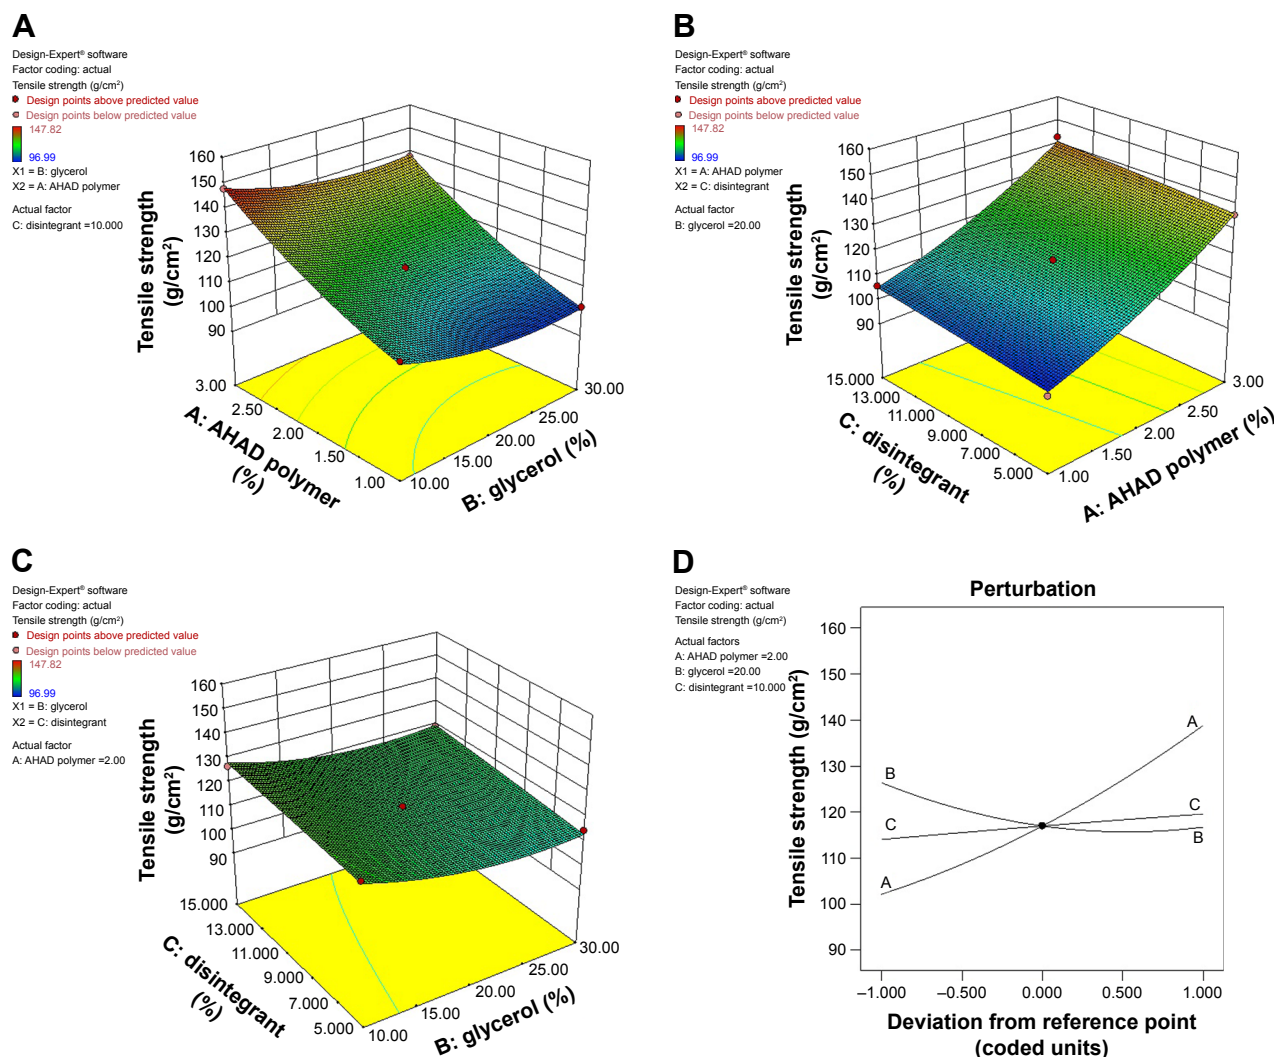 A
Design-Expert® software
Factor coding: actual
Tensile strength (g/cm²)
Design points above predicted value
Design points below predicted value
147.82
96.99
X1 = B: glycerol
X2 = A: AHAD polymer
Actual factor
C: disintegrant =10.000
Tensile strength
(g/cm²)
160
150
140
130
120
110
100
90
3.00
2.50
2.00
1.50
1.00
A: AHAD polymer
(%)
10.00
15.00
20.00
25.00
30.00
B: glycerol (%)
B
Design-Expert® software
Factor coding: actual
Tensile strength (g/cm²)
Design points above predicted value
Design points below predicted value
147.82
96.99
X1 = A: AHAD polymer
X2 = C: disintegrant
Actual factor
B: glycerol =20.00
Tensile strength
(g/cm²)
160
150
140
130
120
110
100
90
15.000
13.000
11.000
9.000
7.000
5.000
C: disintegrant
(%)
1.00
1.50
2.00
2.50
3.00
A: AHAD polymer (%)
C
Design-Expert® software
Factor coding: actual
Tensile strength (g/cm²)
Design points above predicted value
Design points below predicted value
147.82
96.99
X1 = B: glycerol
X2 = C: disintegrant
Actual factor
A: AHAD polymer =2.00
Tensile strength
(g/cm²)
160
150
140
130
120
110
100
90
15.000
13.000
11.000
9.000
7.000
5.000
C: disintegrant
(%)
10.00
15.00
20.00
25.00
30.00
B: glycerol (%)
D
Design-Expert® software
Factor coding: actual
Tensile strength (g/cm²)
Actual factors
A: AHAD polymer =2.00
B: glycerol =20.00
C: disintegrant =10.000
Perturbation
Tensile strength (g/cm²)
160
150
140
130
120
110
100
90
A
B
C
C
B
A
–1.000
–0.500
0.000
0.500
1.000
Deviation from reference point
(coded units)